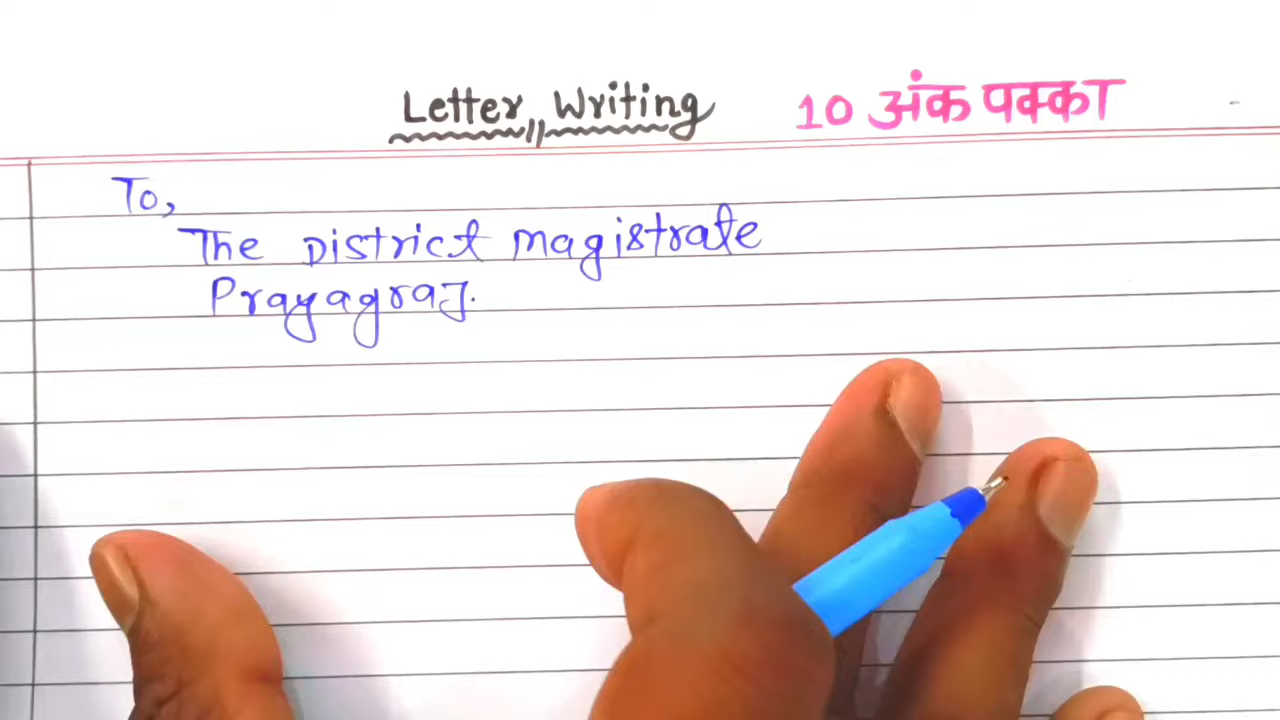 Letter Writing 10 अंक पक्का
To,
The District magistrate
Prayagraj.